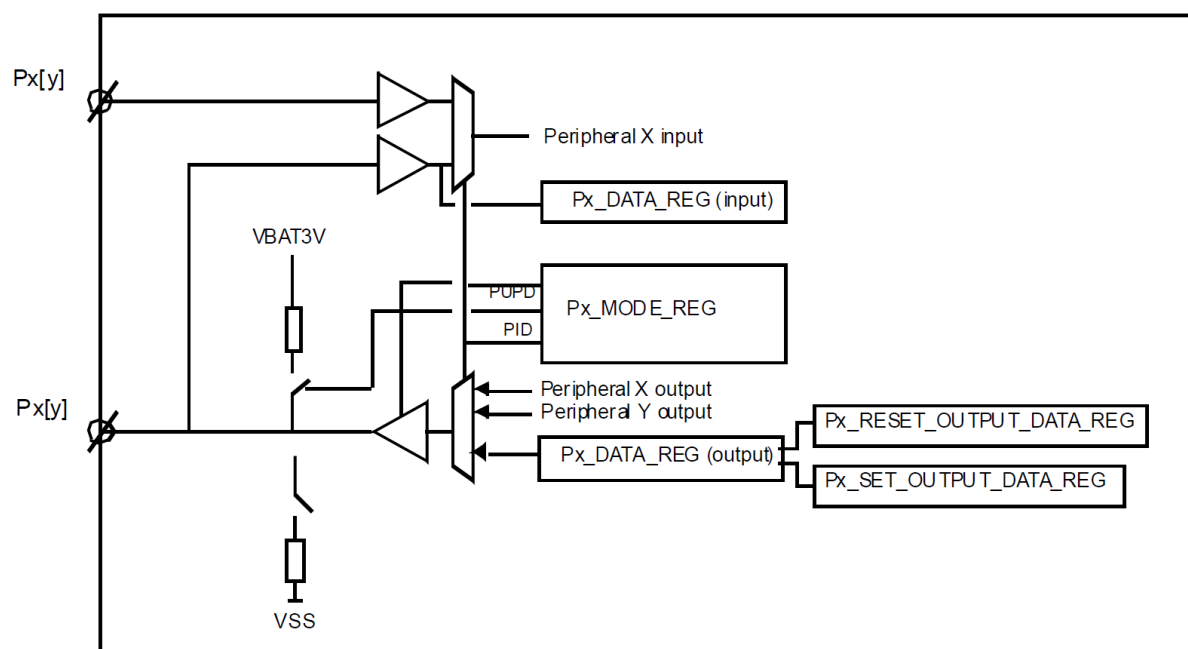 Px[y]
Peripheral X input
Px_DATA_REG (input)
VBAT3V
PUPD
Px_MODE_REG
PID
Peripheral X output
Px[y]
Peripheral Y output
Px_RESET_OUTPUT_DATA_REG
Px_DATA_REG (output)
Px_SET_OUTPUT_DATA_REG
VSS